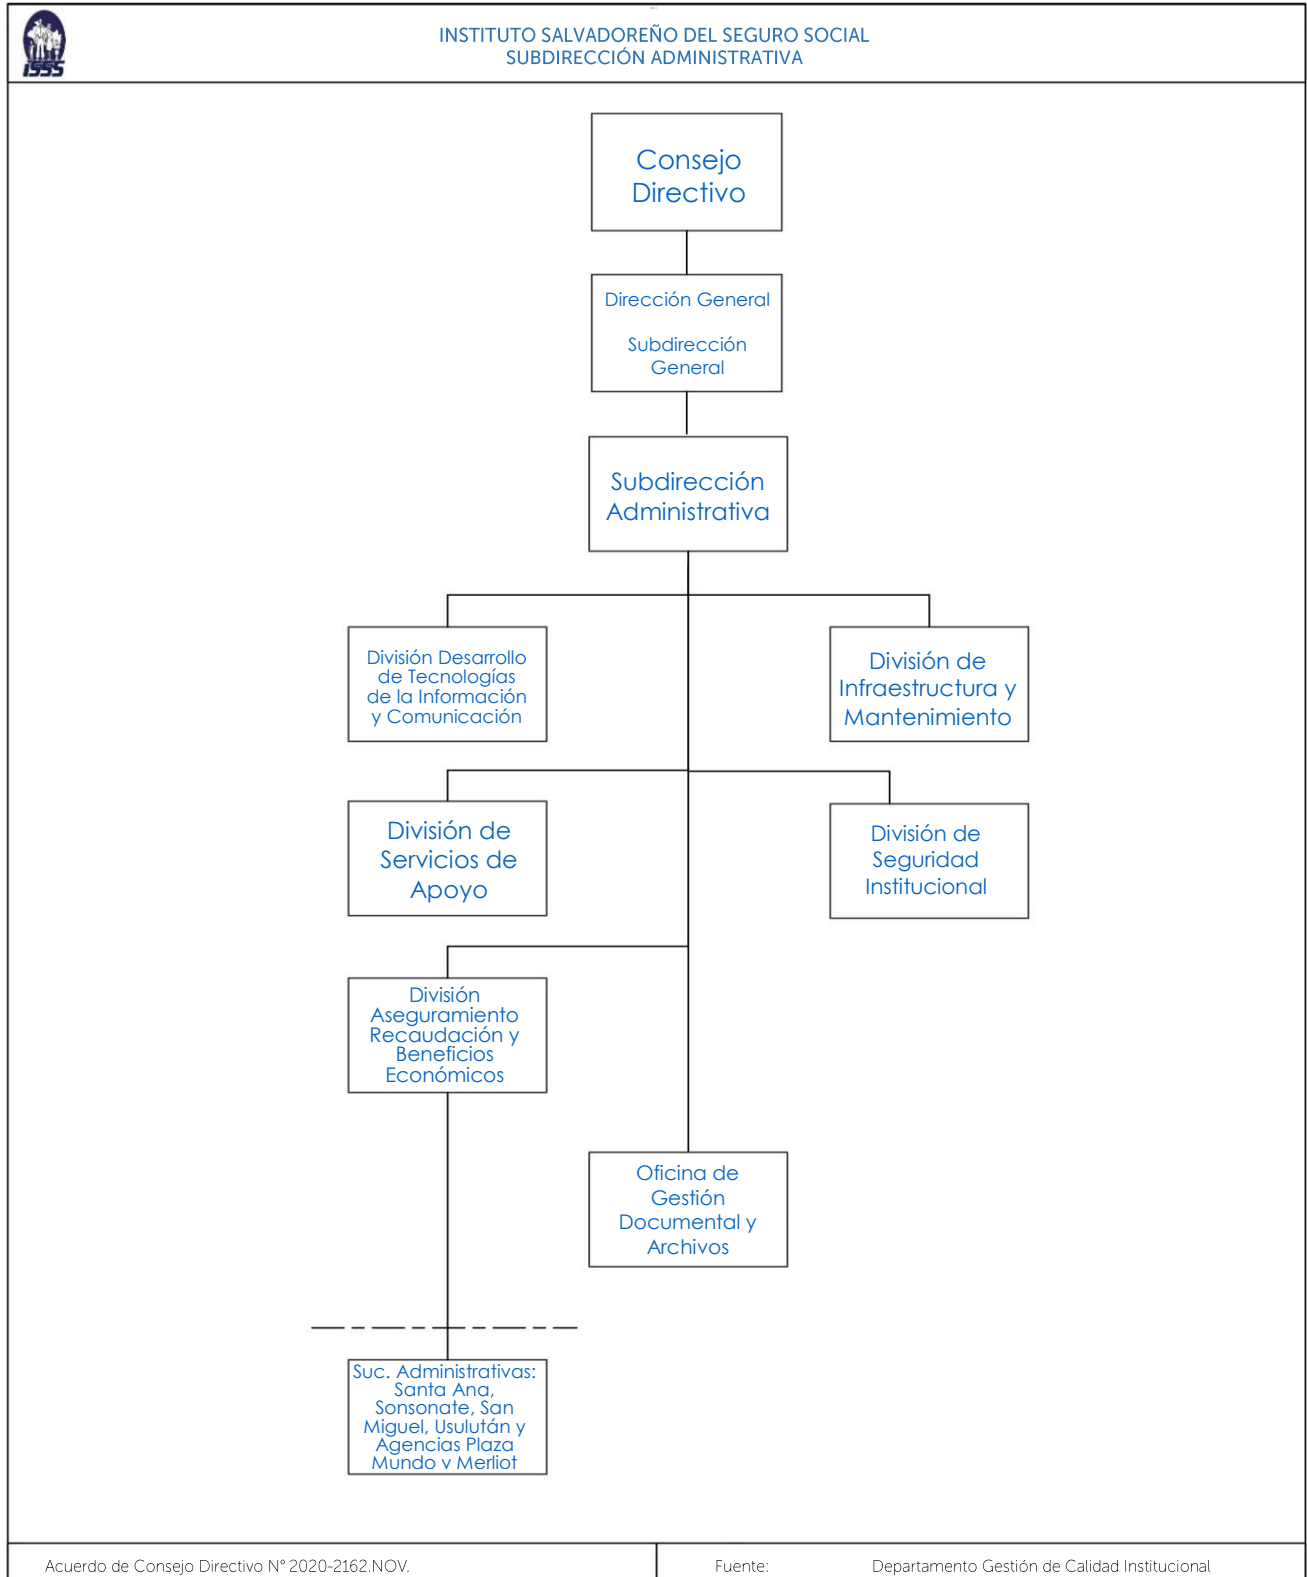 ISSS
INSTITUTO SALVADOREÑO DEL SEGURO SOCIAL
SUBDIRECCIÓN ADMINISTRATIVA
Consejo
Directivo
Dirección General
Subdirección
General
Subdirección
Administrativa
División Desarrollo
de Tecnologías
de la Información
y Comunicación
División de
Infraestructura y
Mantenimiento
División de
Servicios de
Apoyo
División de
Seguridad
Institucional
División
Aseguramiento
Recaudación y
Beneficios
Económicos
Oficina de
Gestión
Documental y
Archivos
Suc. Administrativas:
Santa Ana,
Sonsonate, San
Miguel, Usulután y
Agencias Plaza
Mundo y Merliot
Acuerdo de Consejo Directivo N° 2020-2162.NOV.
Fuente: Departamento Gestión de Calidad Institucional